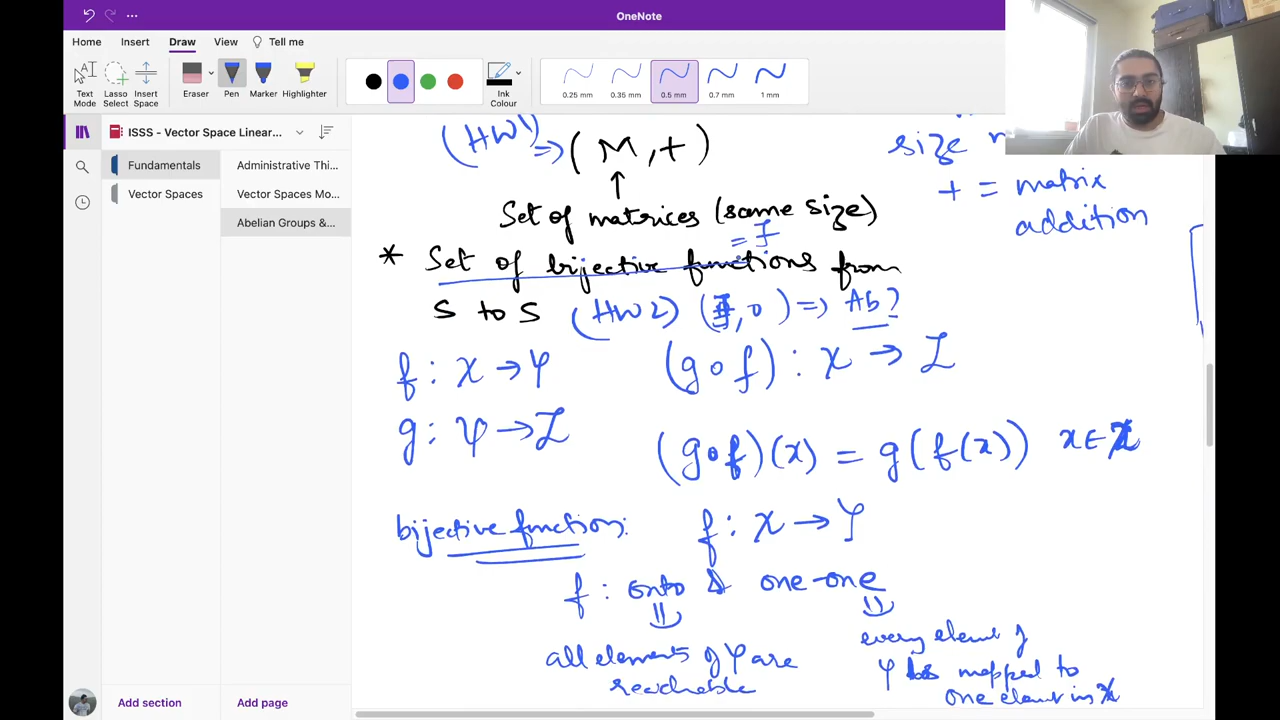 OneNote
Home Insert Draw View Tell me
Text Mode
Lasso Select
Insert Space
Eraser
Pen
Marker
Highlighter
Ink Colour
0.25 mm
0.35 mm
0.5 mm
0.7 mm
1 mm
ISSS - Vector Space Linear...
Fundamentals
Vector Spaces
Administrative Thi...
Vector Spaces Mo...
Abelian Groups &...
Add section
Add page
(HW1) => (M, +)
size
+ = matrix addition
Set of matrices (same size)
= F
* Set of bijective functions from
S to S (HW2) (F, o) => Ab?
f : X → Y
(g o f) : X → Z
g : Y → Z
(g o f)(x) = g(f(x)) x ∈ X
bijective function: f : X → Y
f : onto & one-one
all elements of Y are
reachable
every element of
Y is mapped to
one element in X